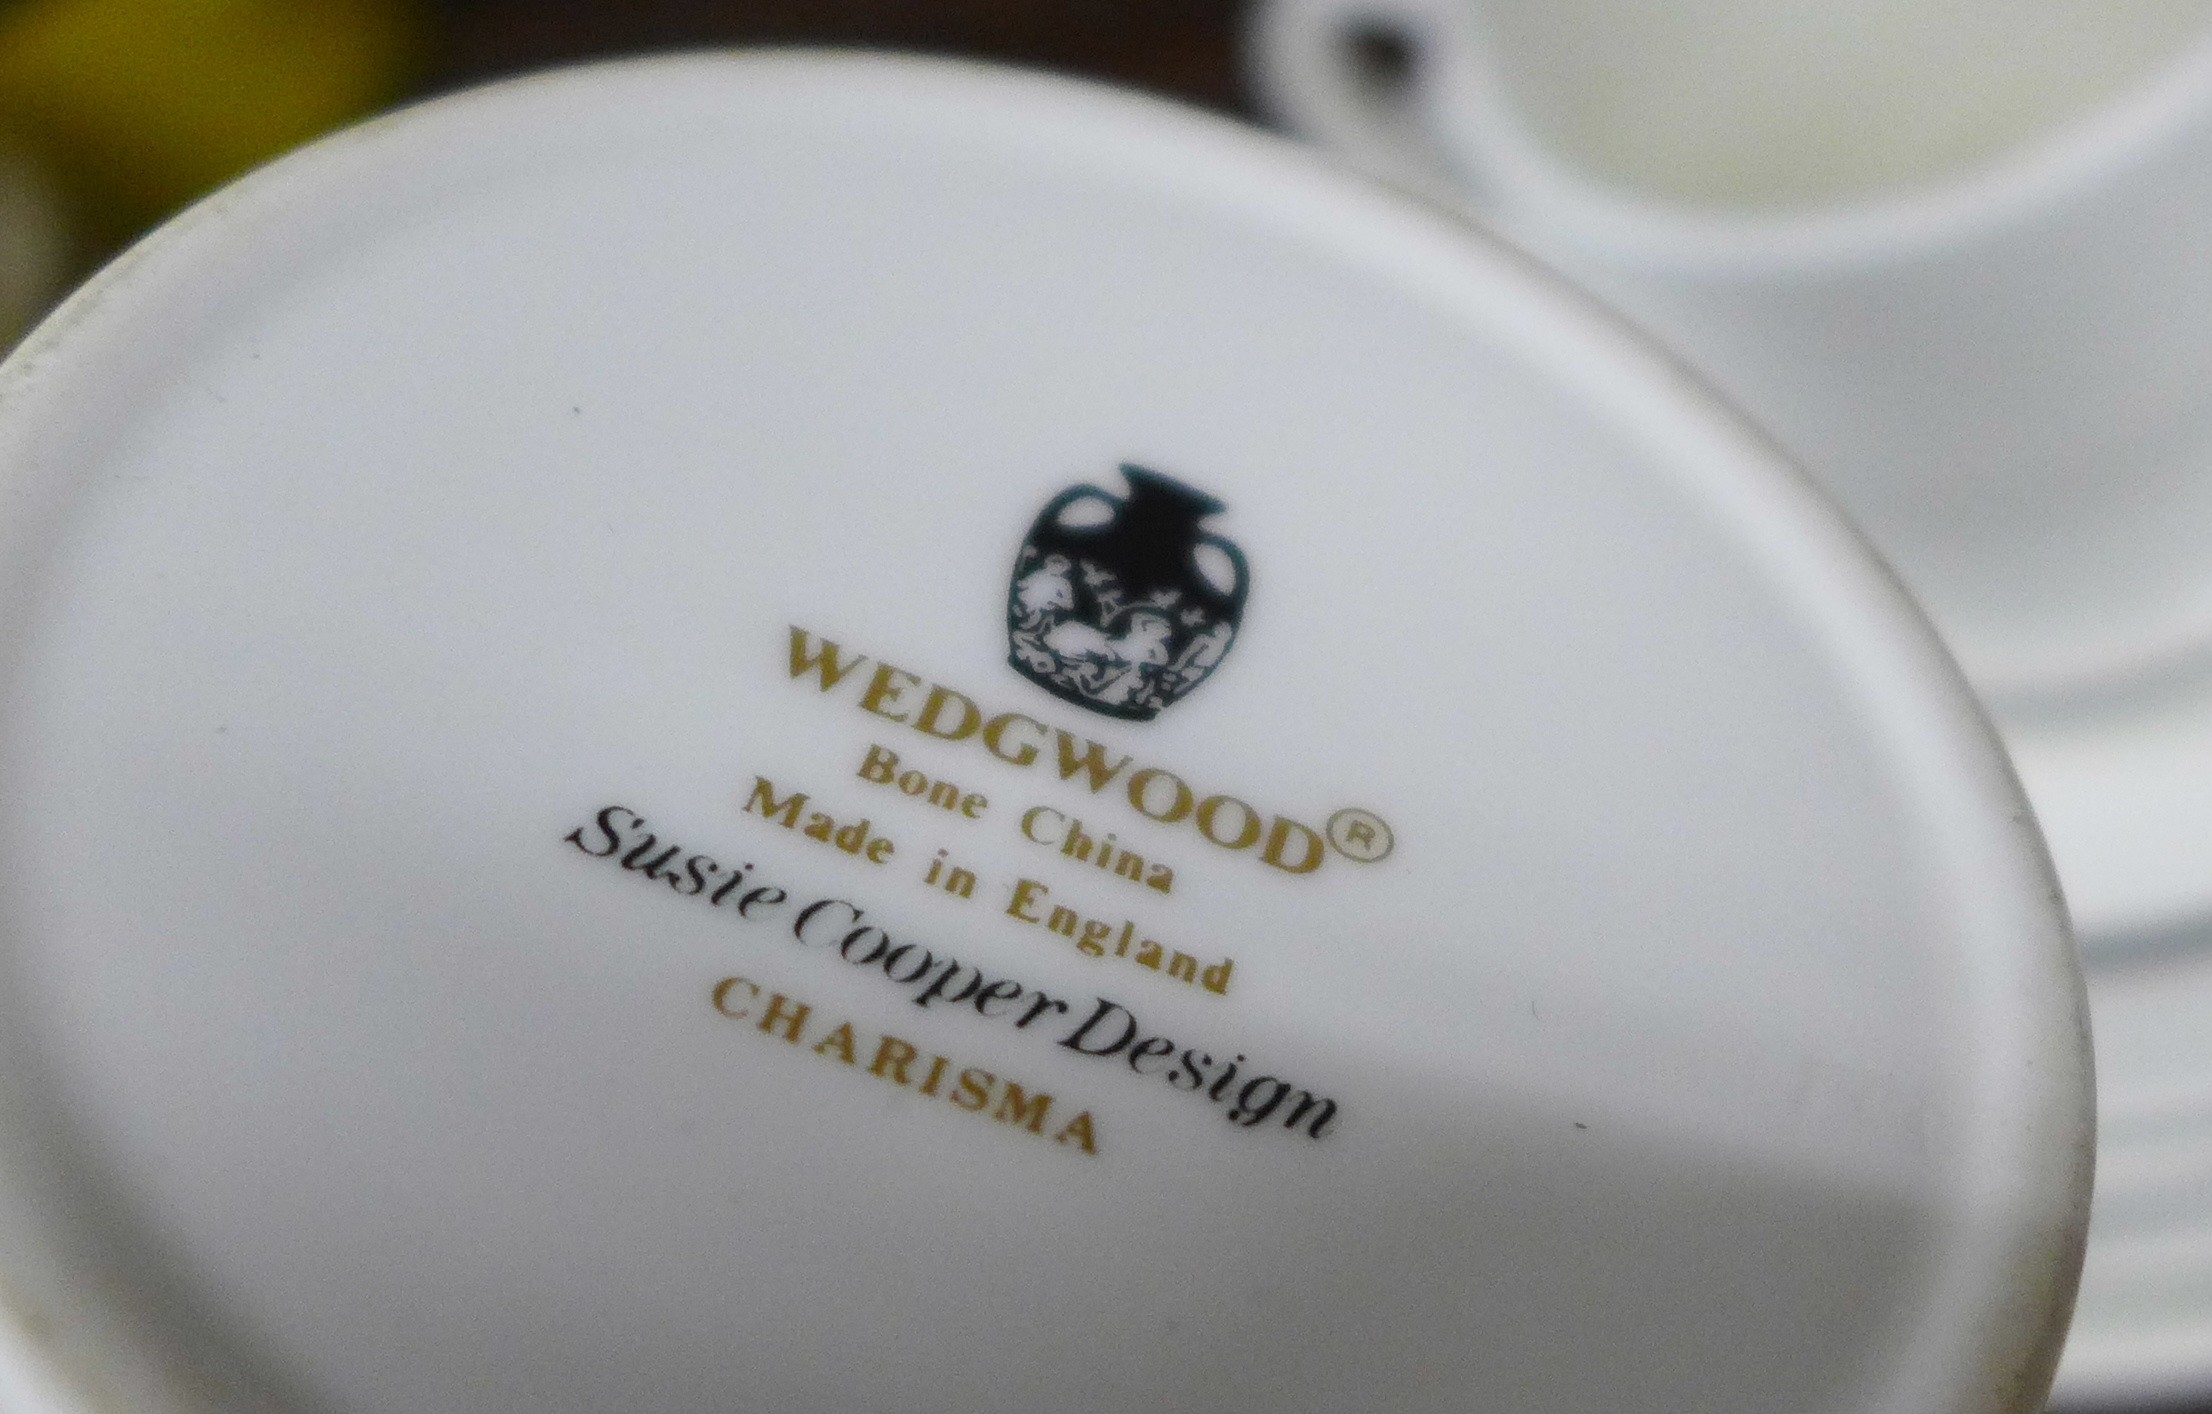 WEDGWOOD®
Bone China
Made in England
Susie Cooper Design
CHARISMA